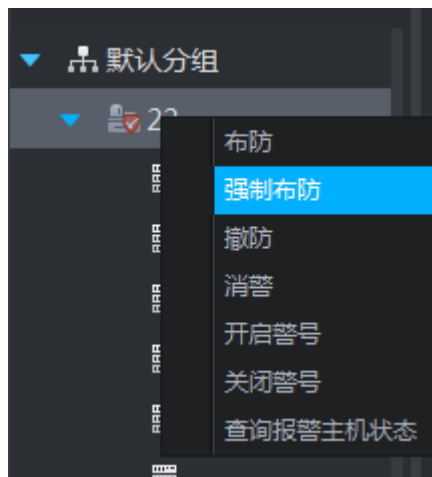 默认分组
22
布防
强制布防
撤防
消警
开启警号
关闭警号
查询报警主机状态